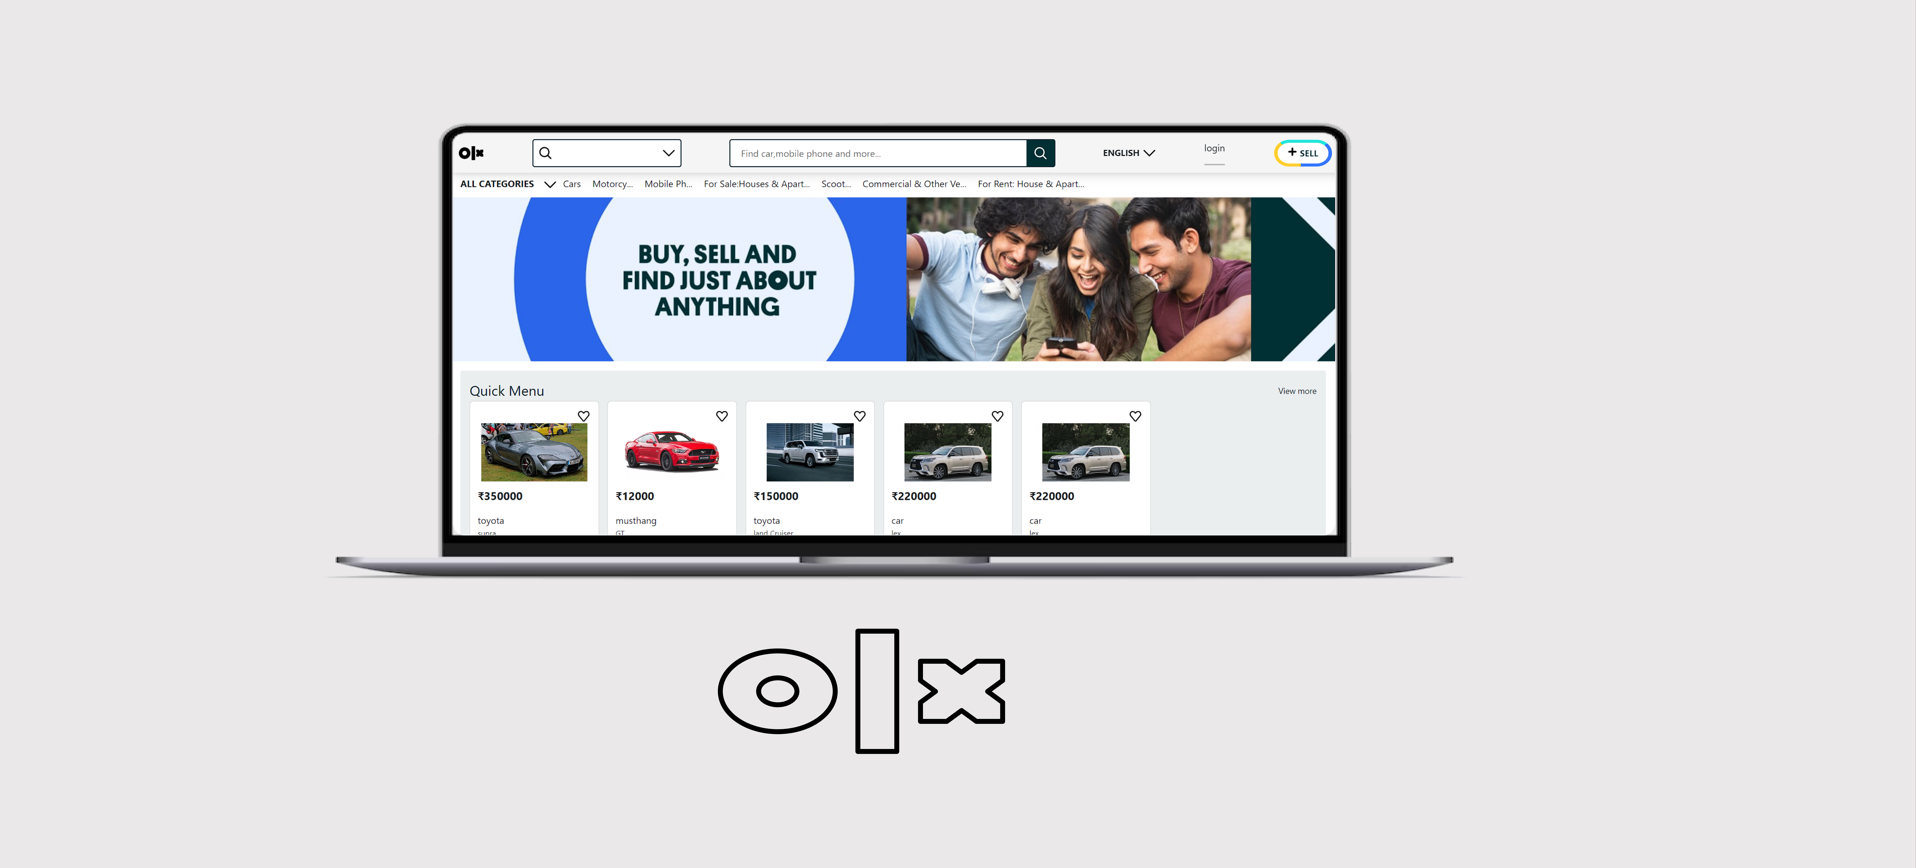 olx
Find car,mobile phone and more...
ENGLISH
login
+ SELL
ALL CATEGORIES
Cars
Motorcy...
Mobile Ph...
For Sale:Houses & Apart...
Scoot...
Commercial & Other Ve...
For Rent: House & Apart...
BUY, SELL AND
FIND JUST ABOUT
ANYTHING
Quick Menu
View more
₹350000
toyota
supra
₹12000
musthang
GT
₹150000
toyota
land Cruiser
₹220000
car
lex
₹220000
car
lex
olx